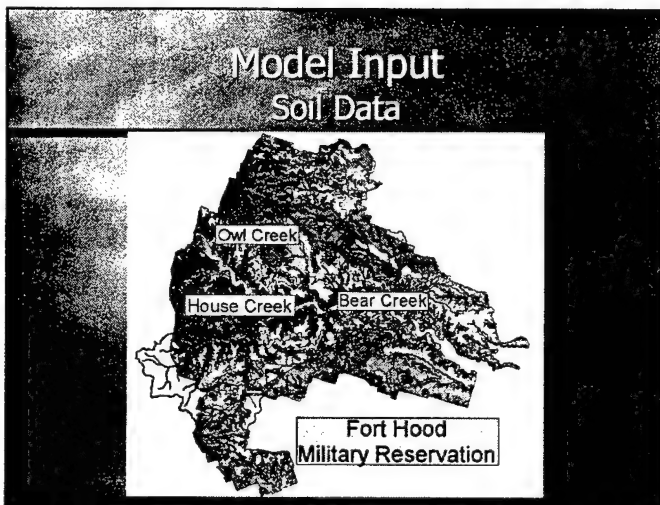 Model Input
Soil Data
Owl Creek
House Creek
Bear Creek
Fort Hood
Military Reservation